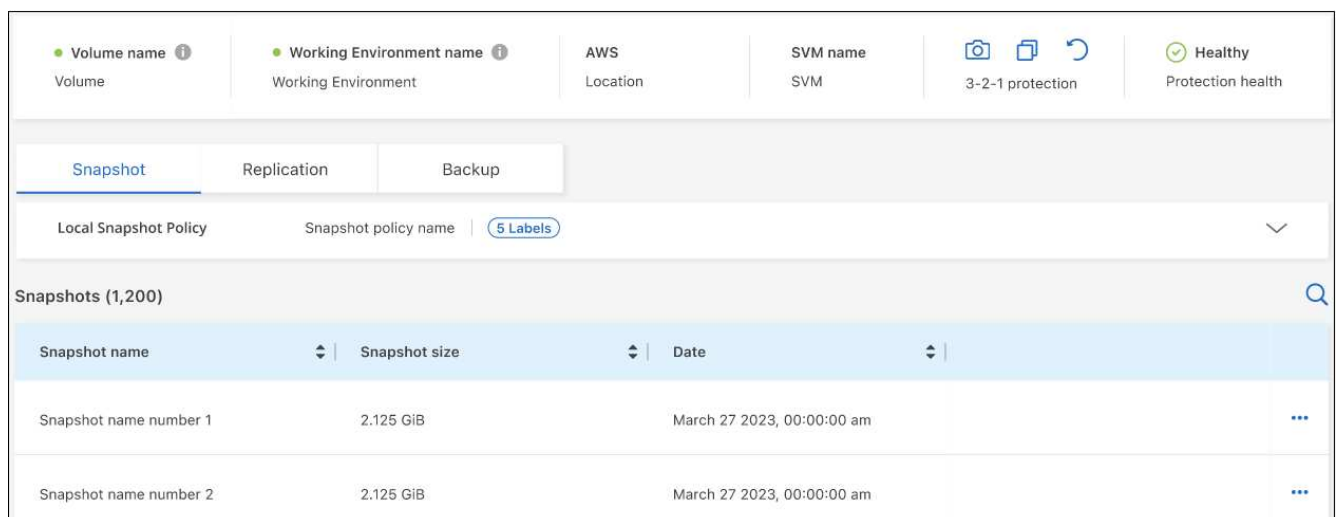 Volume name
Volume
Working Environment name
Working Environment
AWS
Location
SVM name
SVM
3-2-1 protection
Healthy
Protection health
Snapshot Replication Backup
Local Snapshot Policy Snapshot policy name 5 Labels
Snapshots (1,200)
Snapshot name Snapshot size Date
Snapshot name number 1 2.125 GiB March 27 2023, 00:00:00 am
Snapshot name number 2 2.125 GiB March 27 2023, 00:00:00 am